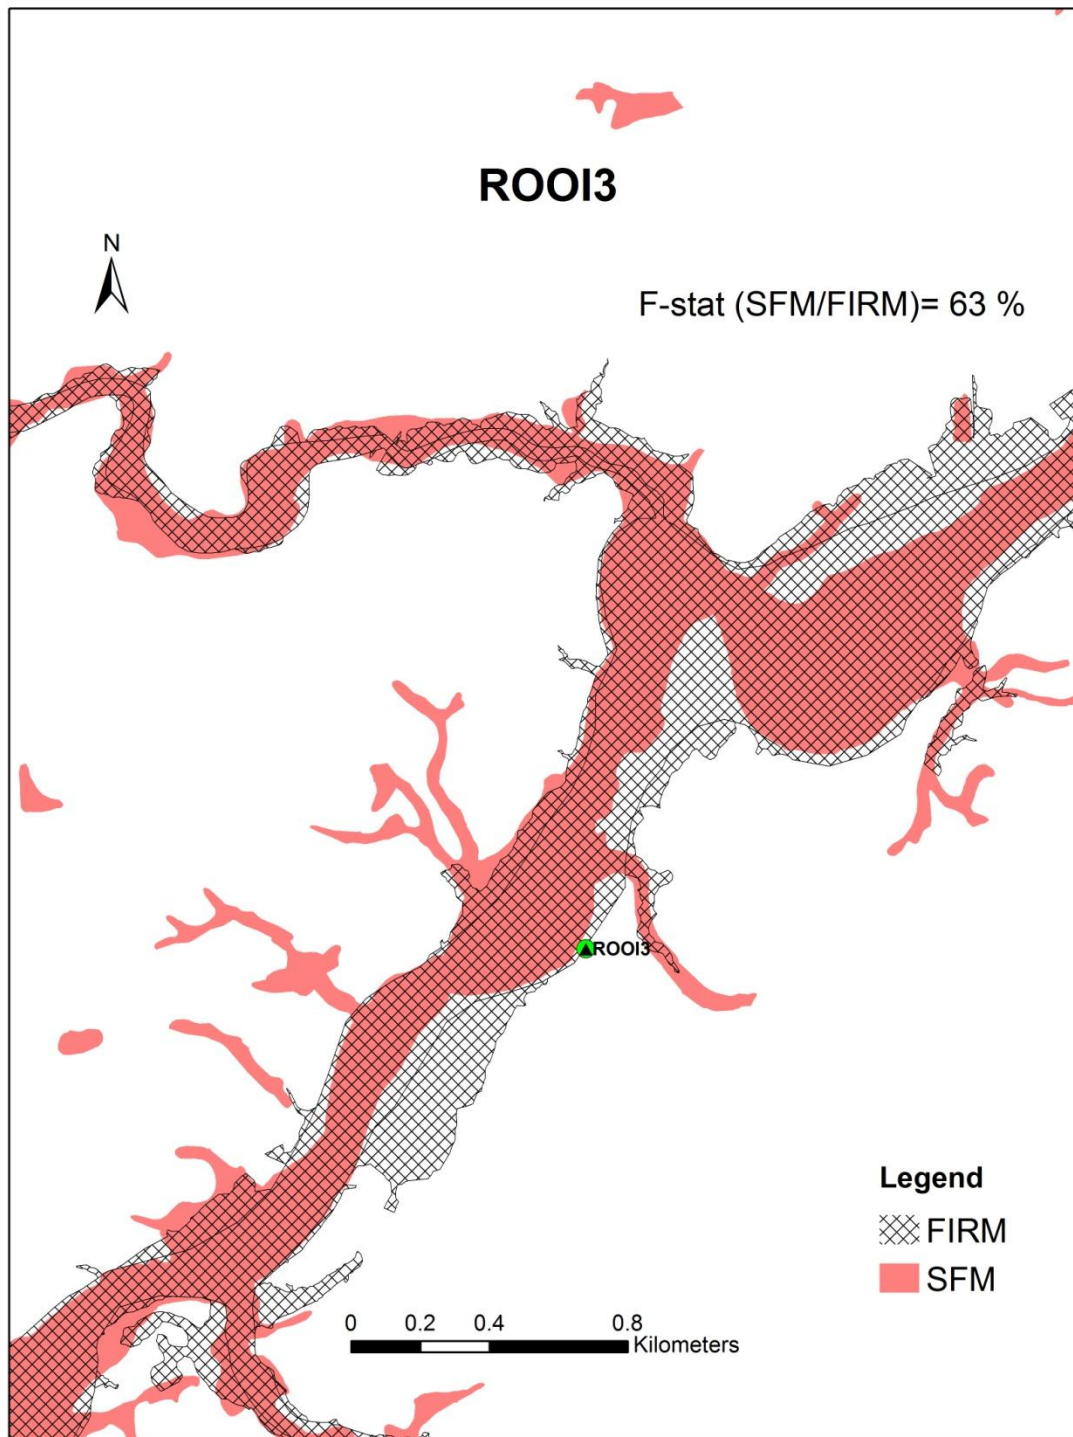 ROOI3
N
F-stat (SFM/FIRM)= 63 %
ROOI3
Legend
FIRM
SFM
0 0.2 0.4 0.8
Kilometers